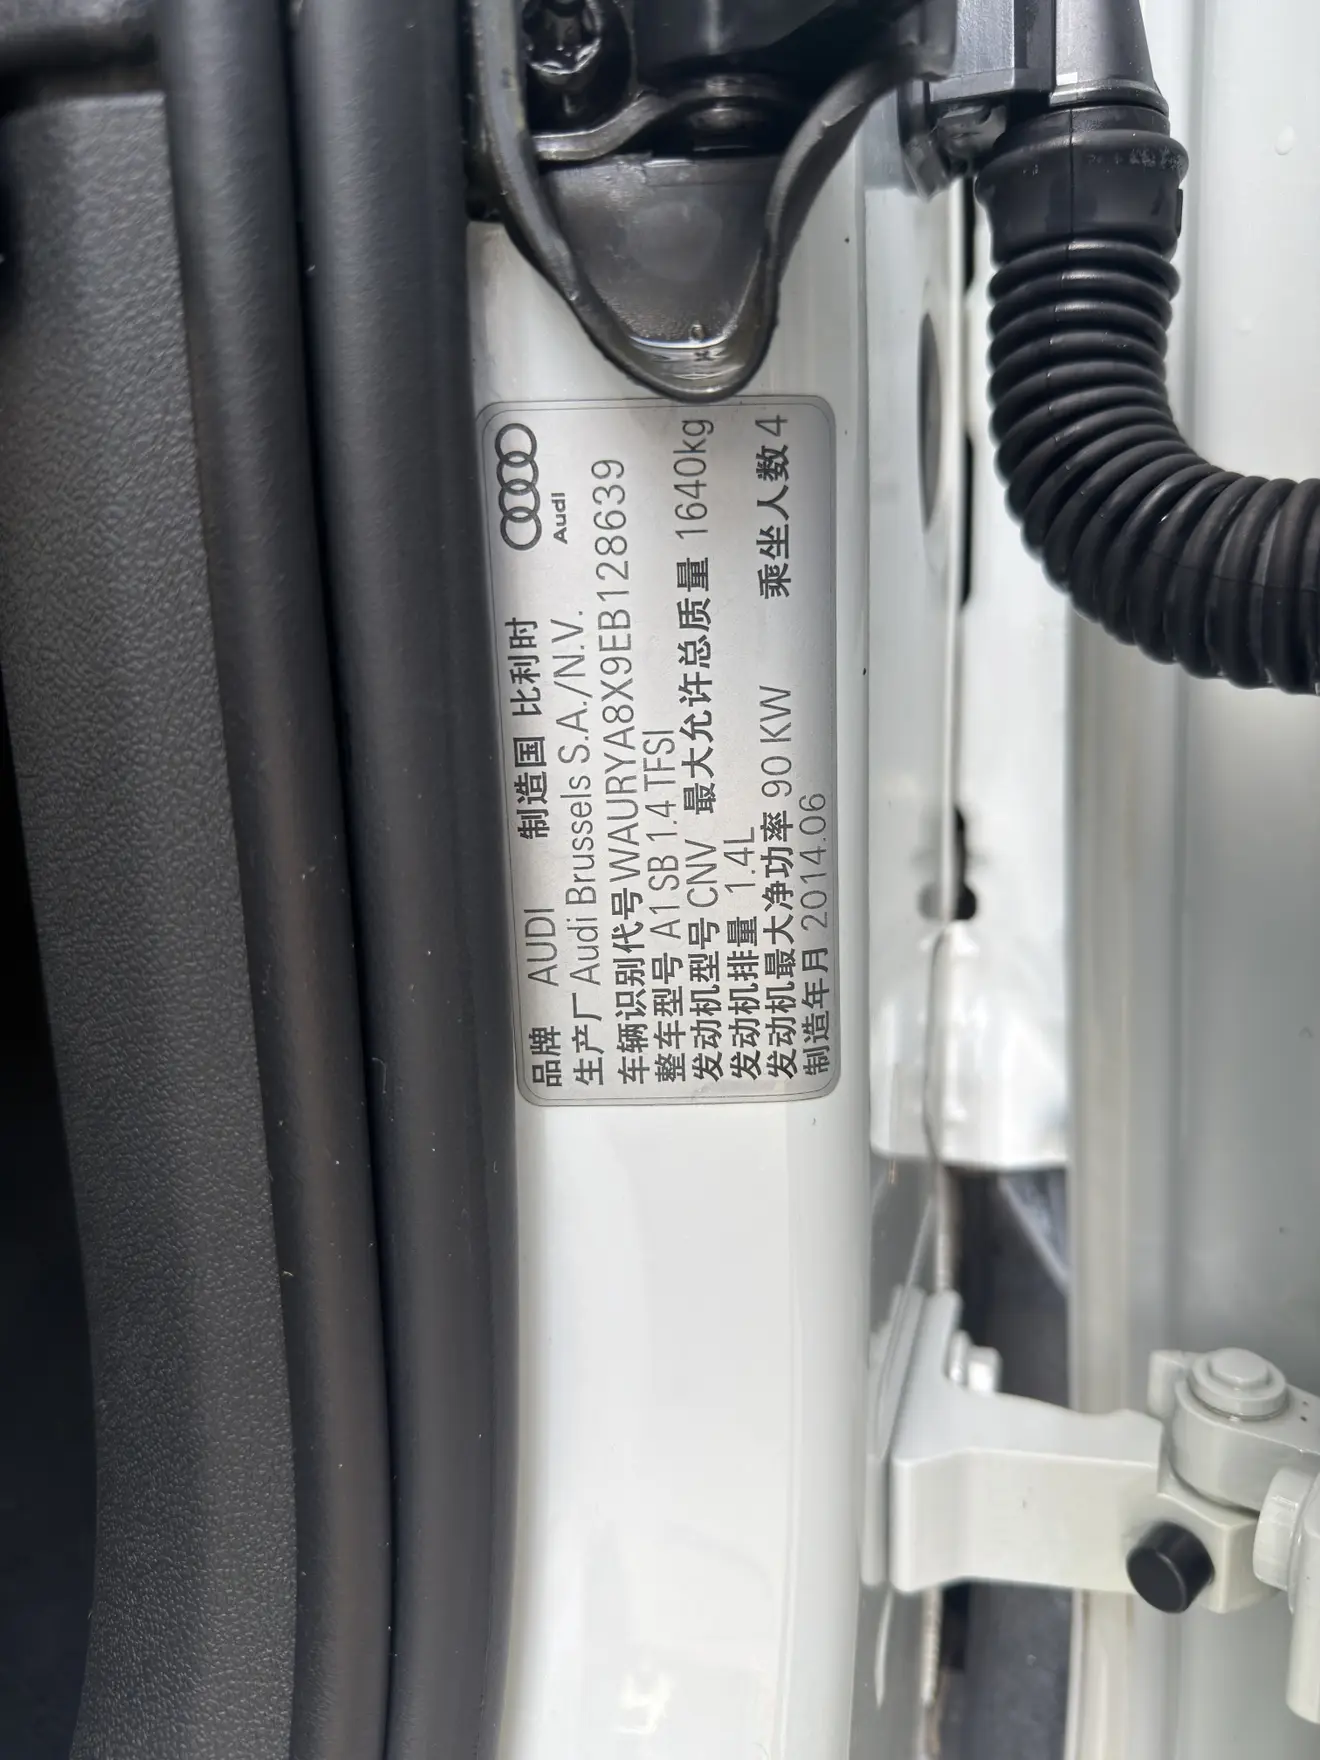 品牌 AUDI 制造国 比利时
Audi
生产厂 Audi Brussels S.A./N.V.
车辆识别代号 WAURYA8X9EB128639
整车型号 A1 SB 1.4 TFSI
发动机型号 CNV 最大允许总质量 1640kg
发动机排量 1.4L
发动机最大净功率 90 KW 乘坐人数 4
制造年月 2014.06